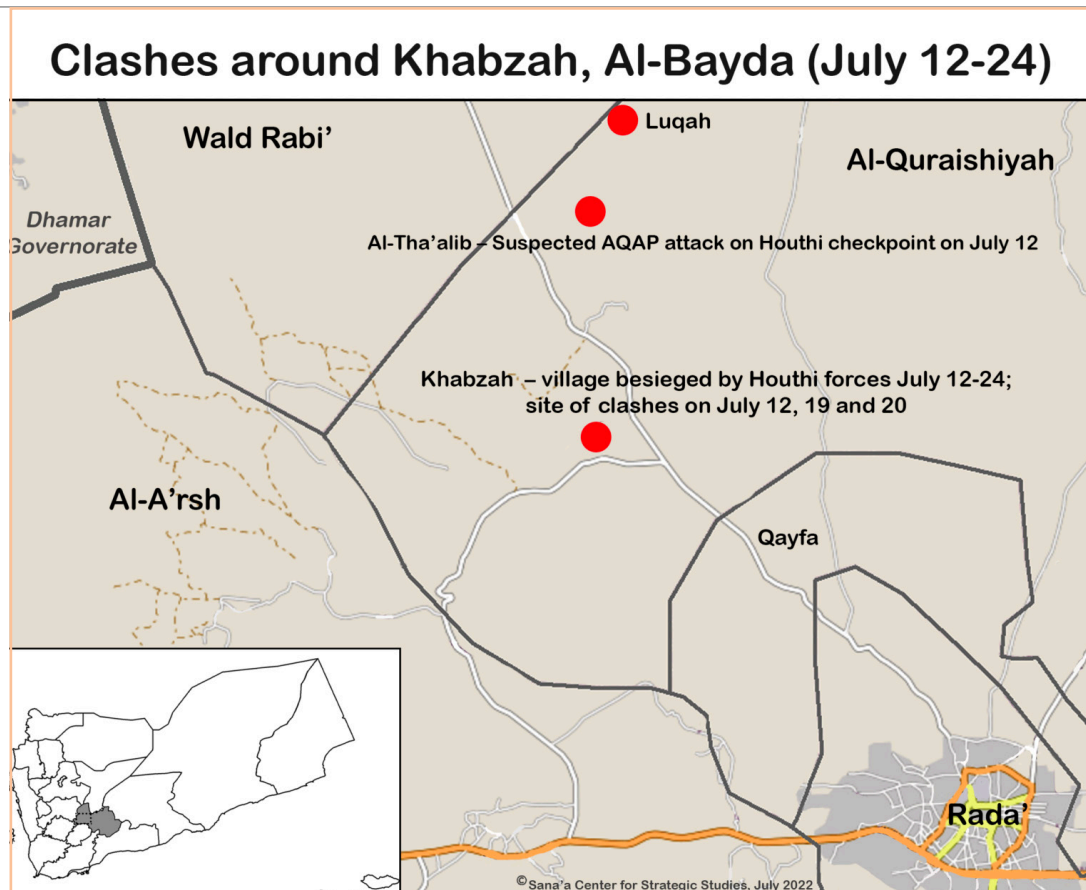 Clashes around Khabzah, Al-Bayda (July 12-24)
Wald Rabi’
Luqah
Al-Quraishiyah
Dhamar
Governorate
Al-Tha’alib – Suspected AQAP attack on Houthi checkpoint on July 12
Khabzah – village besieged by Houthi forces July 12-24;
site of clashes on July 12, 19 and 20
Al-A’rsh
Qayfa
Rada’
© Sana’a Center for Strategic Studies, July 2022